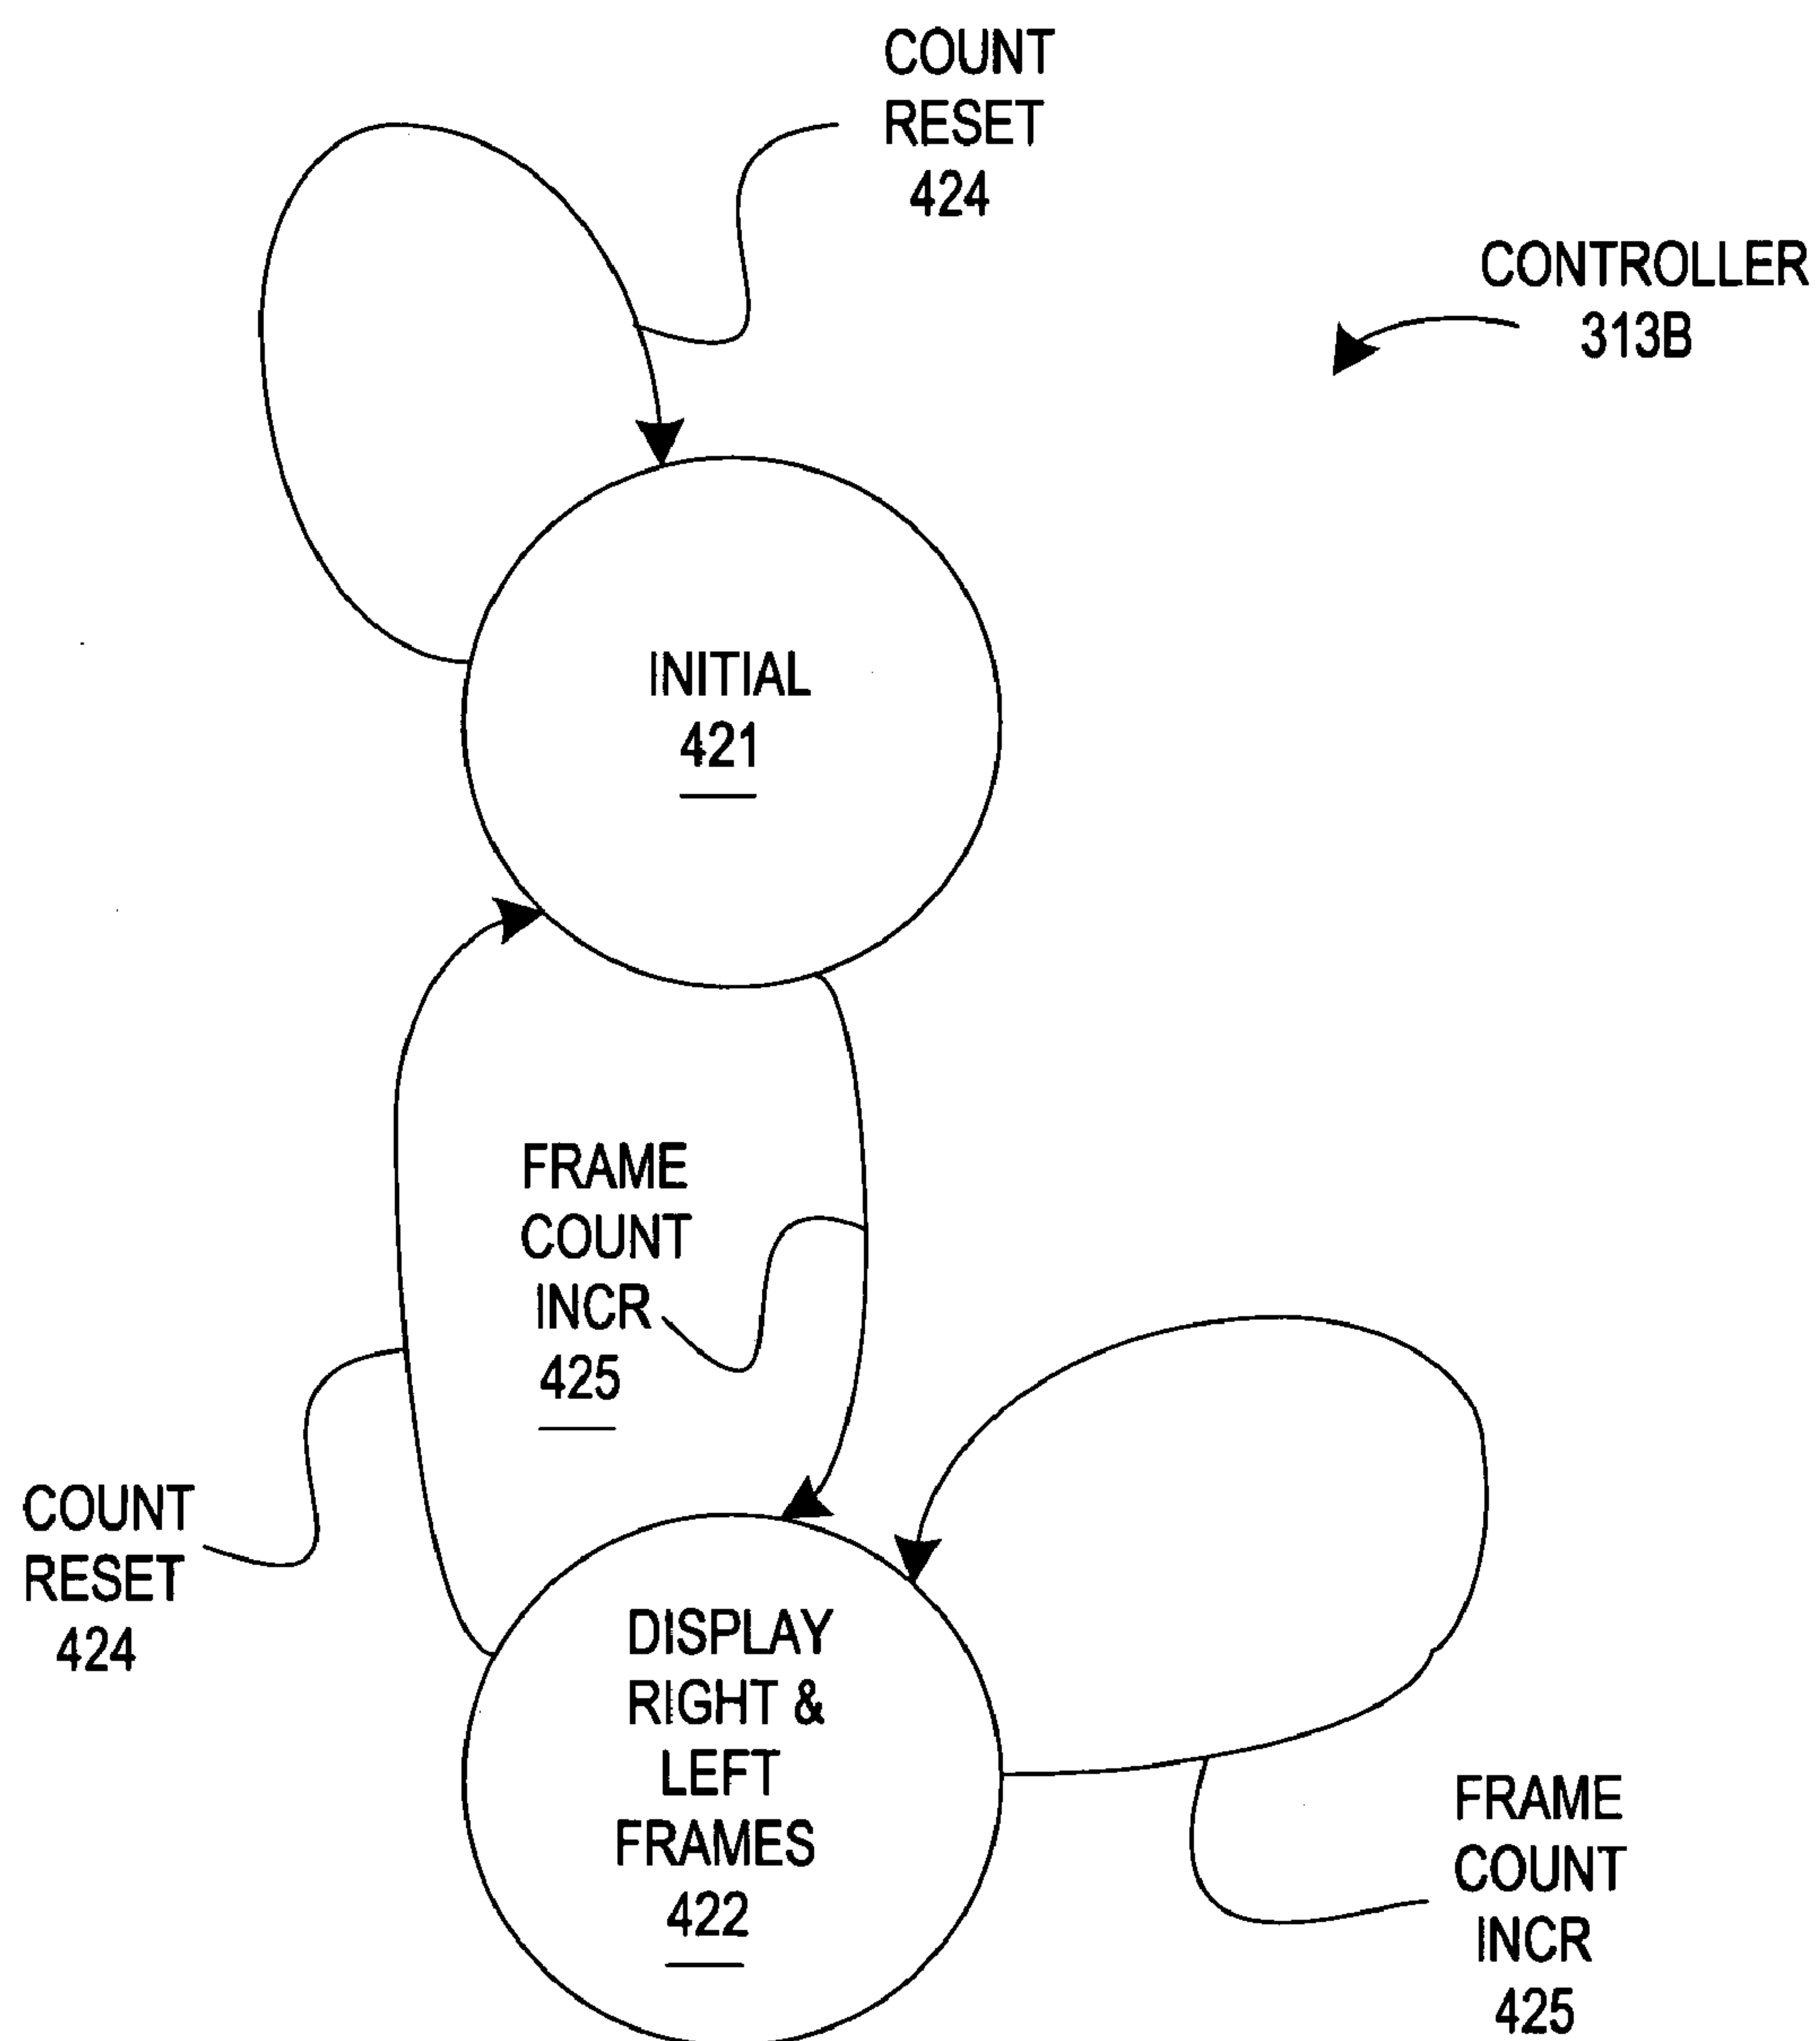 COUNT
RESET
424
CONTROLLER
313B
INITIAL
421
FRAME
COUNT
INCR
425
COUNT
RESET
424
DISPLAY
RIGHT &
LEFT
FRAMES
422
FRAME
COUNT
INCR
425